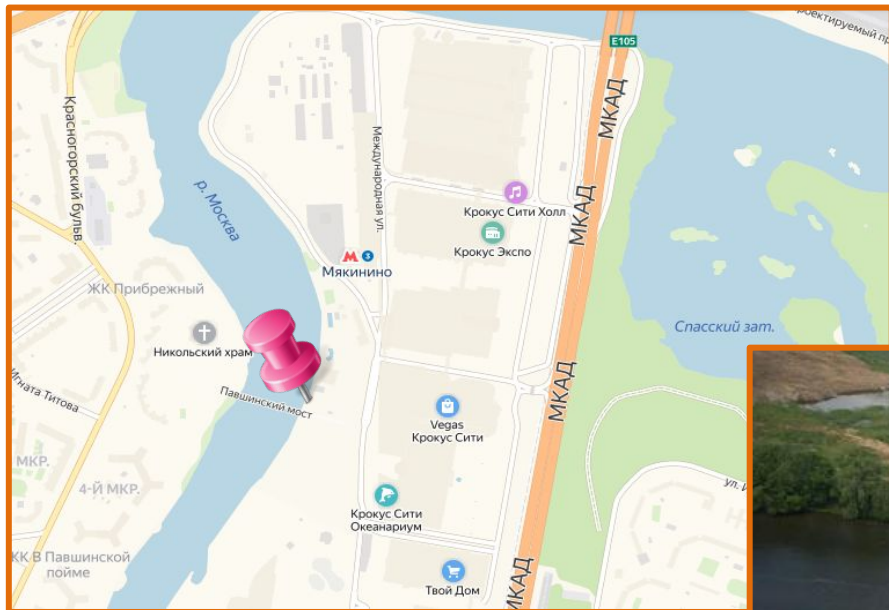 роектируемый пр
E105
МКАД
МКАД
Красногорский бульв.
Международная ул.
р. Москва
Крокус Сити Холл
МКАД
Крокус Экспо
М 3
Мякинино
ЖК Прибрежный
Спасский зат.
Никольский храм
Игната Титова
Павшинский мост
МКАД
Vegas
Крокус Сити
МКР.
4-Й МКР.
ул. И
Крокус Сити
Океанариум
ЖК В Павшинской
пойме
Твой Дом
МКАД